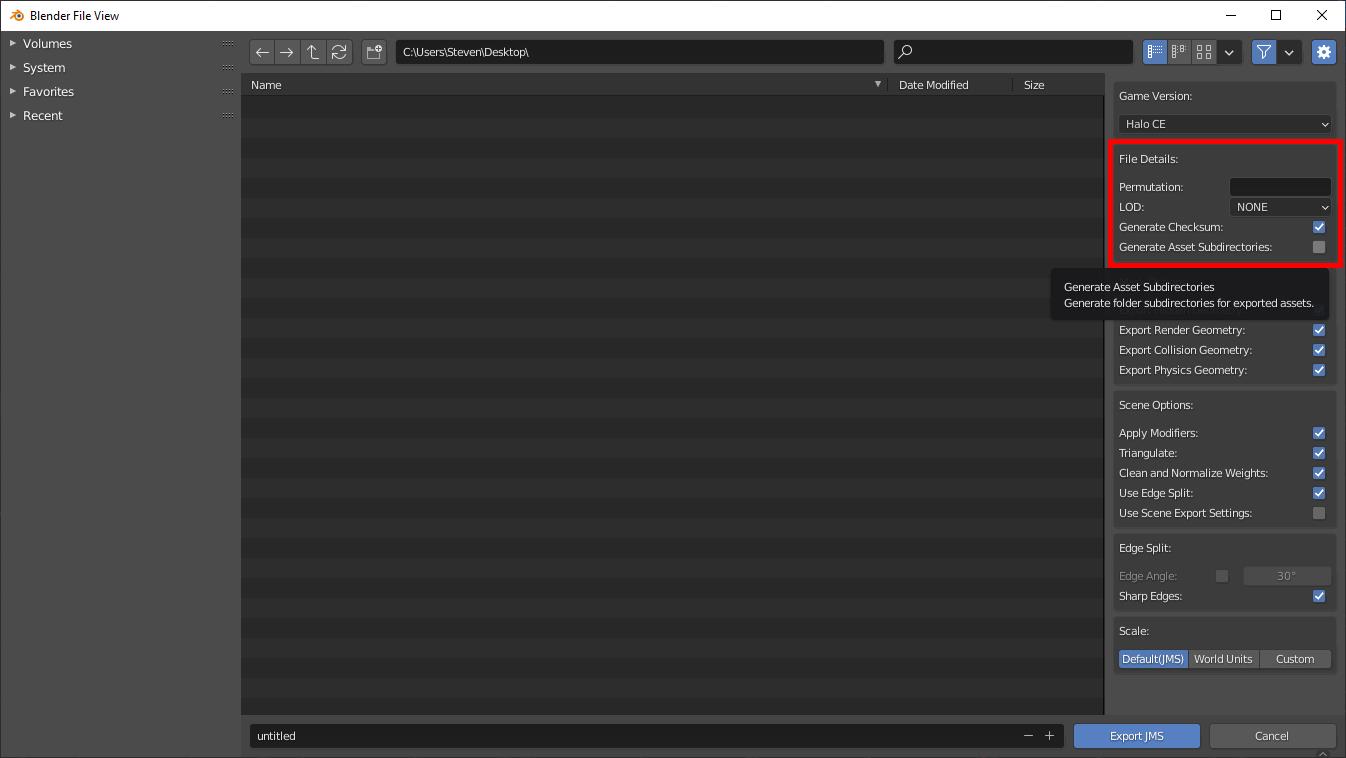 Blender File View
Volumes
System
Favorites
Recent
C:\Users\Steven\Desktop\
Name
Date Modified
Size
Game Version:
Halo CE
File Details:
Permutation:
LOD:
NONE
Generate Checksum:
Generate Asset Subdirectories:
Generate Asset Subdirectories
Generate folder subdirectories for exported assets.
Export Render Geometry:
Export Collision Geometry:
Export Physics Geometry:
Scene Options:
Apply Modifiers:
Triangulate:
Clean and Normalize Weights:
Use Edge Split:
Use Scene Export Settings:
Edge Split:
Edge Angle:
30°
Sharp Edges:
Scale:
Default(JMS)
World Units
Custom
untitled
Export JMS
Cancel